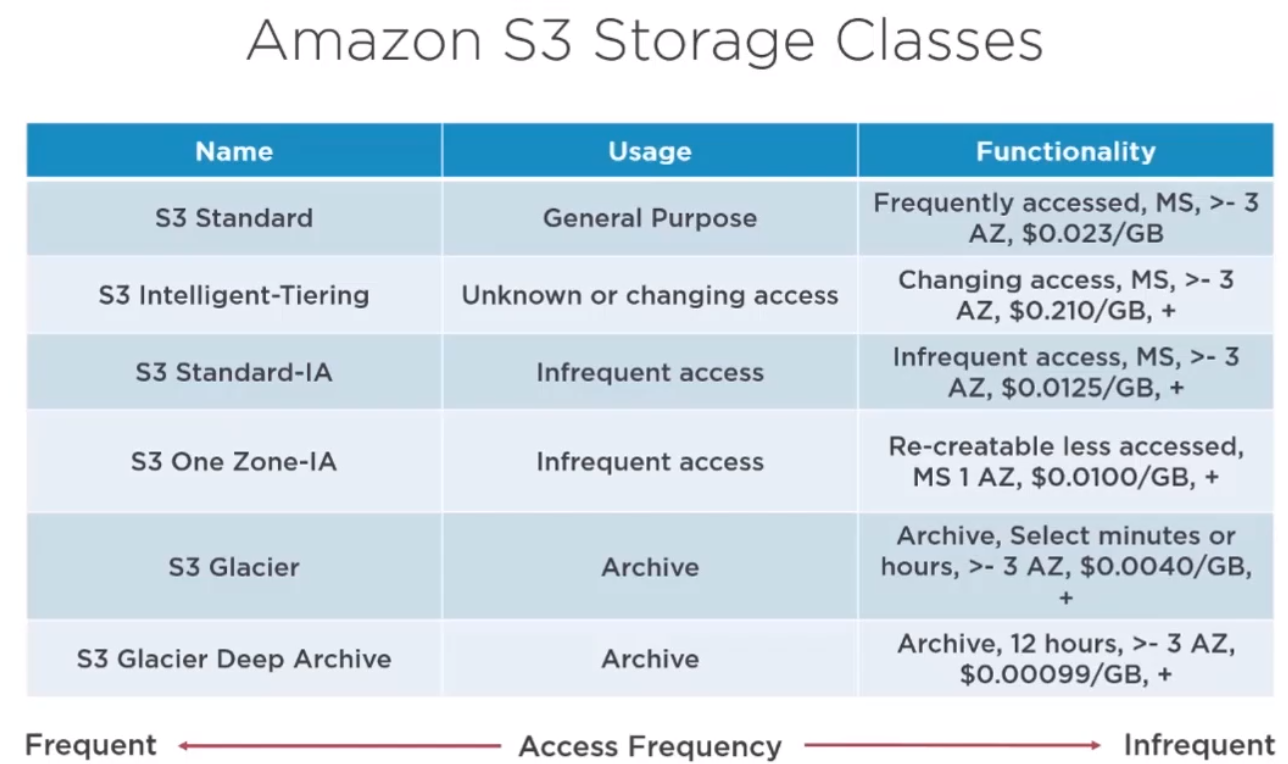 Amazon S3 Storage Classes
Name
Usage
Functionality
S3 Standard
General Purpose
Frequently accessed, MS, >- 3
AZ, $0.023/GB
S3 Intelligent-Tiering
Unknown or changing access
Changing access, MS, >- 3
AZ, $0.210/GB, +
S3 Standard-IA
Infrequent access
Infrequent access, MS, >- 3
AZ, $0.0125/GB, +
S3 One Zone-IA
Infrequent access
Re-creatable less accessed,
MS 1 AZ, $0.0100/GB, +
S3 Glacier
Archive
Archive, Select minutes or
hours, >- 3 AZ, $0.0040/GB,
+
S3 Glacier Deep Archive
Archive
Archive, 12 hours, >- 3 AZ,
$0.00099/GB, +
Frequent
Access Frequency
Infrequent